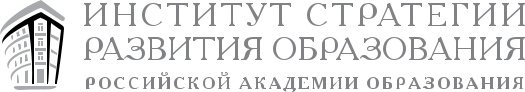 ИНСТИТУТ СТРАТЕГИИ
РАЗВИТИЯ ОБРАЗОВАНИЯ
РОССИЙСКОЙ АКАДЕМИИ ОБРАЗОВАНИЯ